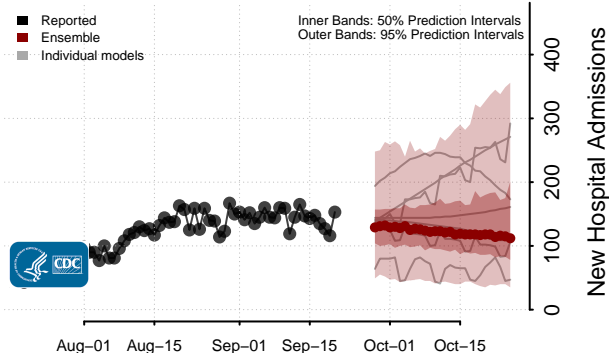 Reported
Ensemble
Individual models
Inner Bands: 50% Prediction Intervals
Outer Bands: 95% Prediction Intervals
New Hospital Admissions
400
300
200
100
0
CDC
Aug–01 Aug–15 Sep–01 Sep–15 Oct–01 Oct–15